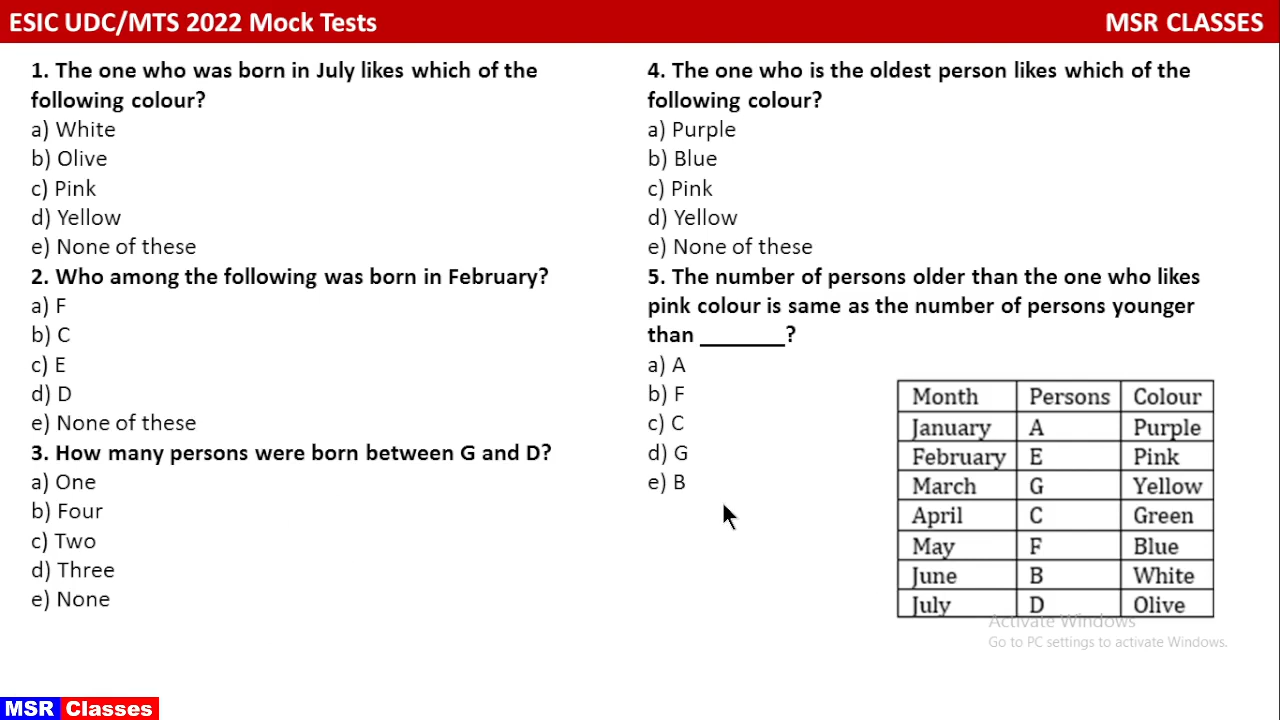 ESIC UDC/MTS 2022 Mock Tests
MSR CLASSES
1. The one who was born in July likes which of the
following colour?
a) White
b) Olive
c) Pink
d) Yellow
e) None of these
2. Who among the following was born in February?
a) F
b) C
c) E
d) D
e) None of these
3. How many persons were born between G and D?
a) One
b) Four
c) Two
d) Three
e) None
4. The one who is the oldest person likes which of the
following colour?
a) Purple
b) Blue
c) Pink
d) Yellow
e) None of these
5. The number of persons older than the one who likes
pink colour is same as the number of persons younger
than ________?
a) A
b) F
c) C
d) G
e) B
Month Persons Colour
January A Purple
February E Pink
March G Yellow
April C Green
May F Blue
June B White
July D Olive
Activate Windows
Go to PC settings to activate Windows.
MSR Classes